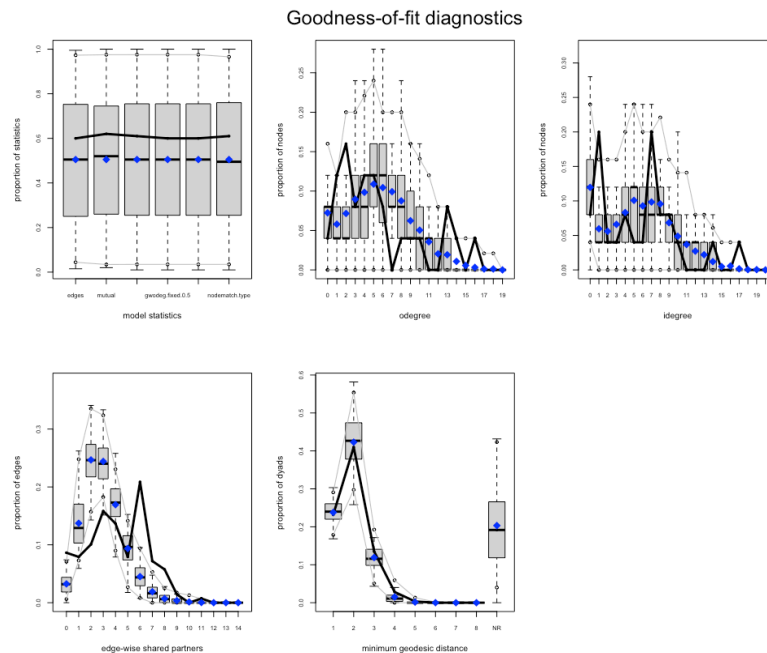 Goodness-of-fit diagnostics
proportion of statistics
1.0
0.8
0.6
0.4
0.2
0.0
edges mutual gwodeg.fixed.0.5 nodematch.type
model statistics
proportion of nodes
0.25
0.20
0.15
0.10
0.05
0.00
0 1 2 3 4 5 6 7 8 9 11 13 15 17 19
odegree
proportion of nodes
0.30
0.25
0.20
0.15
0.10
0.05
0.00
0 1 2 3 4 5 6 7 8 9 11 13 15 17 19
idegree
proportion of edges
0.3
0.2
0.1
0.0
0 1 2 3 4 5 6 7 8 9 10 11 12 13 14
edge-wise shared partners
proportion of dyads
0.6
0.5
0.4
0.3
0.2
0.1
0.0
1 2 3 4 5 6 7 8 NR
minimum geodesic distance